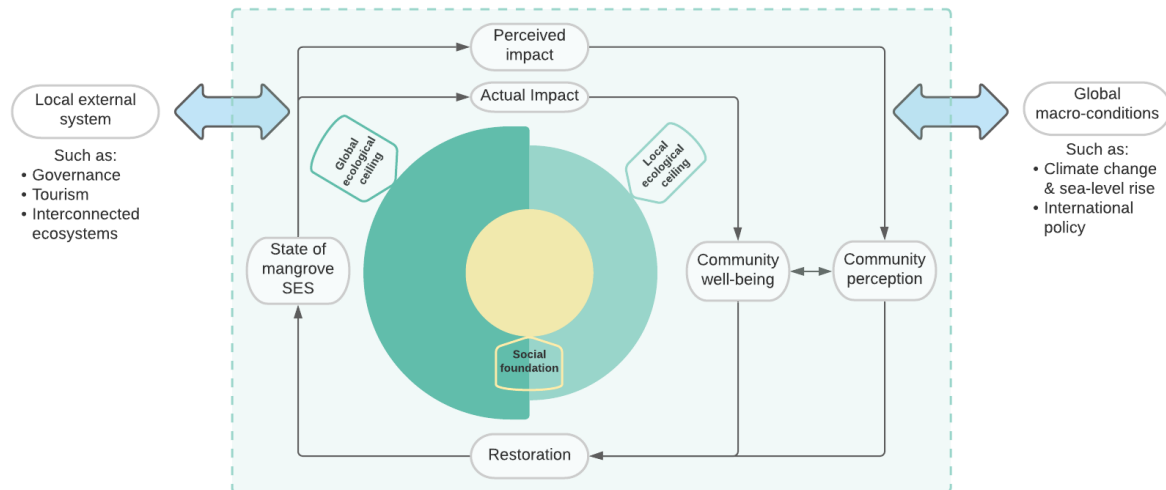 Perceived
impact
Actual Impact
Local external
system
Such as:
• Governance
• Tourism
• Interconnected
ecosystems
Global
macro-conditions
Such as:
• Climate change
& sea-level rise
• International
policy
Global
ecological
ceiling
Local
ecological
ceiling
State of
mangrove
SES
Community
well-being
Community
perception
Social
foundation
Restoration